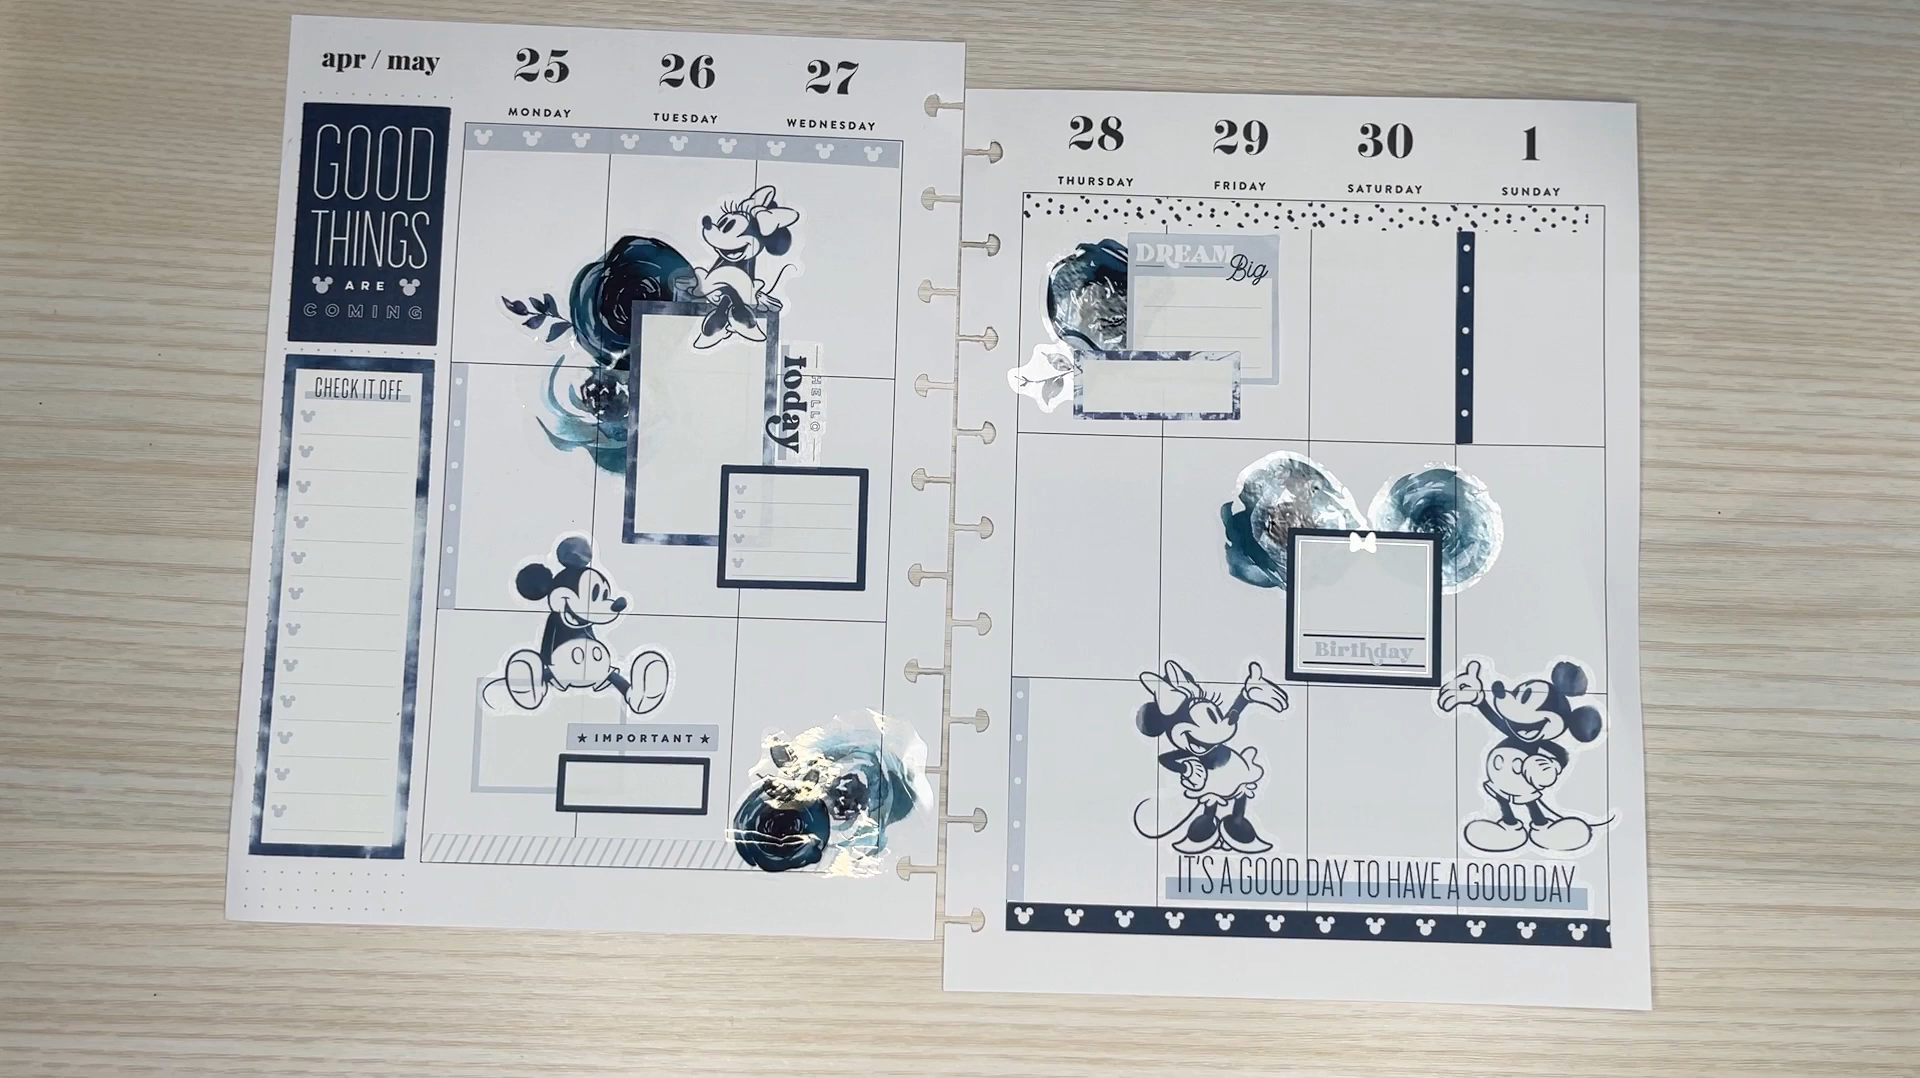 apr / may
25
MONDAY
26
TUESDAY
27
WEDNESDAY
GOOD
THINGS
ARE
COMING
CHECK IT OFF
HELLO
today
★ IMPORTANT ★
28
THURSDAY
29
FRIDAY
30
SATURDAY
1
SUNDAY
DREAM
Big
Birthday
IT'S A GOOD DAY TO HAVE A GOOD DAY